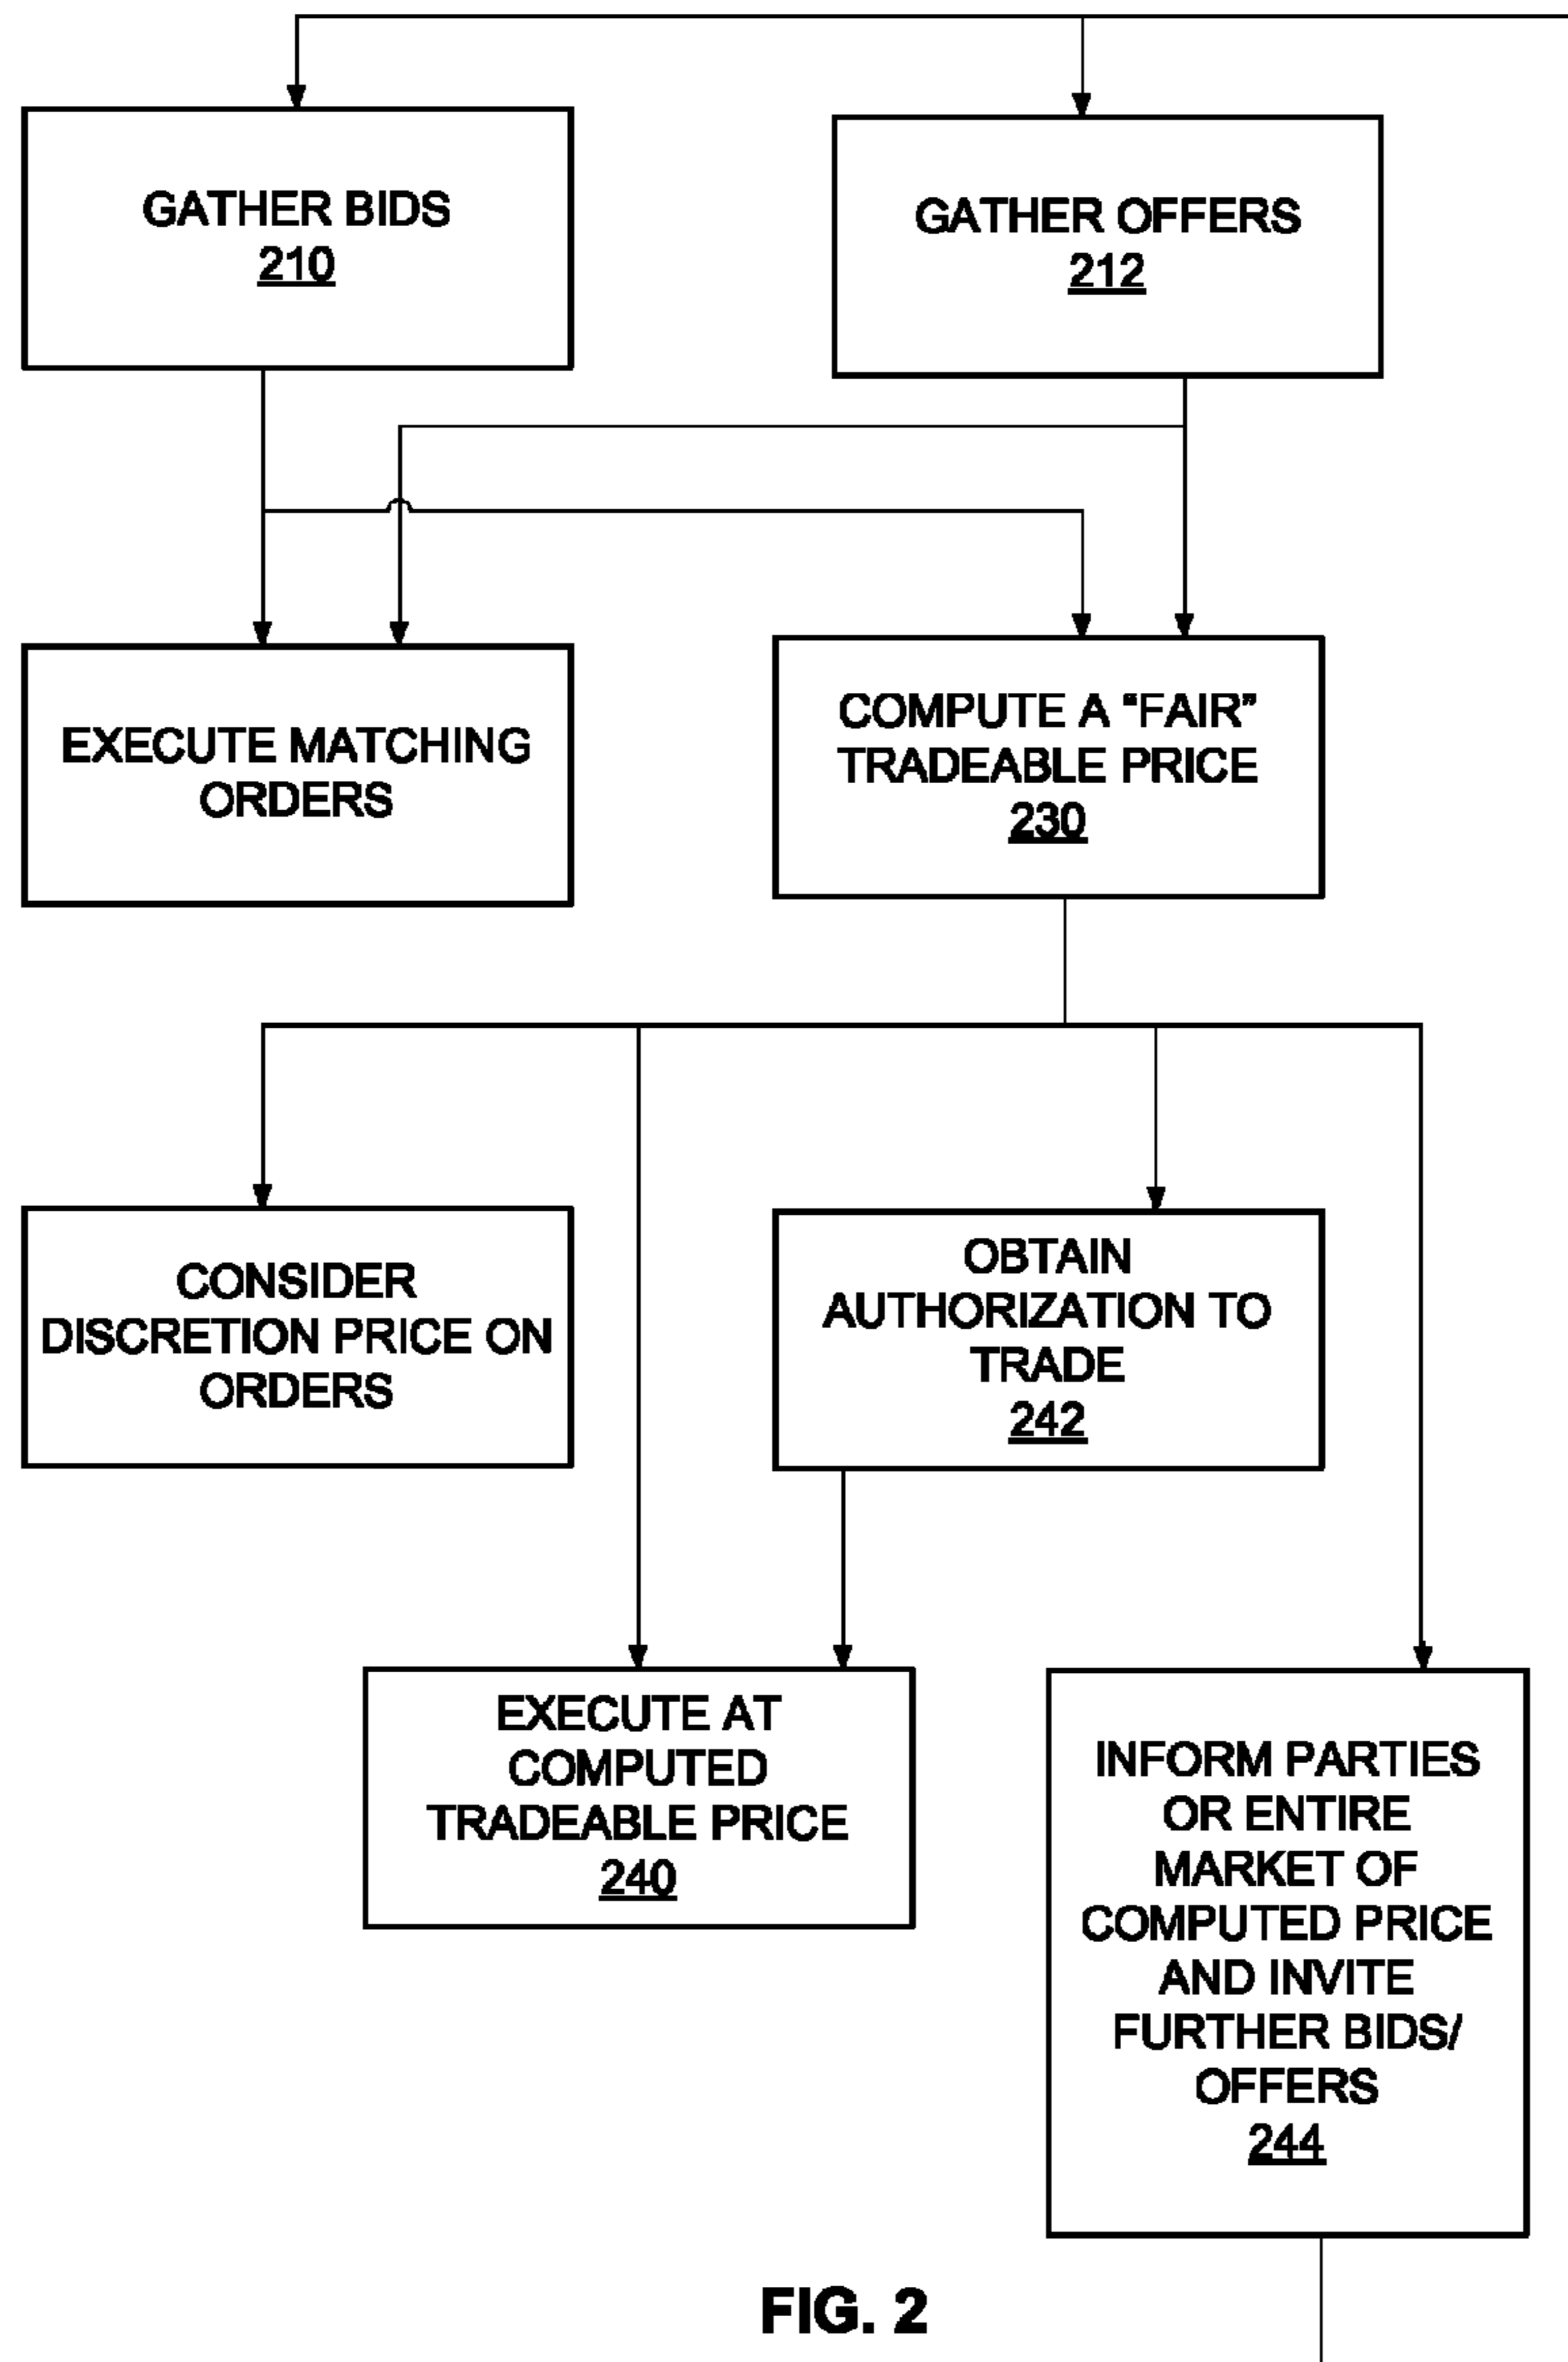 GATHER BIDS
210
GATHER OFFERS
212
EXECUTE MATCHING
ORDERS
COMPUTE A “FAIR”
TRADEABLE PRICE
230
CONSIDER
DISCRETION PRICE ON
ORDERS
OBTAIN
AUTHORIZATION TO
TRADE
242
EXECUTE AT
COMPUTED
TRADEABLE PRICE
240
INFORM PARTIES
OR ENTIRE
MARKET OF
COMPUTED PRICE
AND INVITE
FURTHER BIDS/
OFFERS
244
FIG. 2